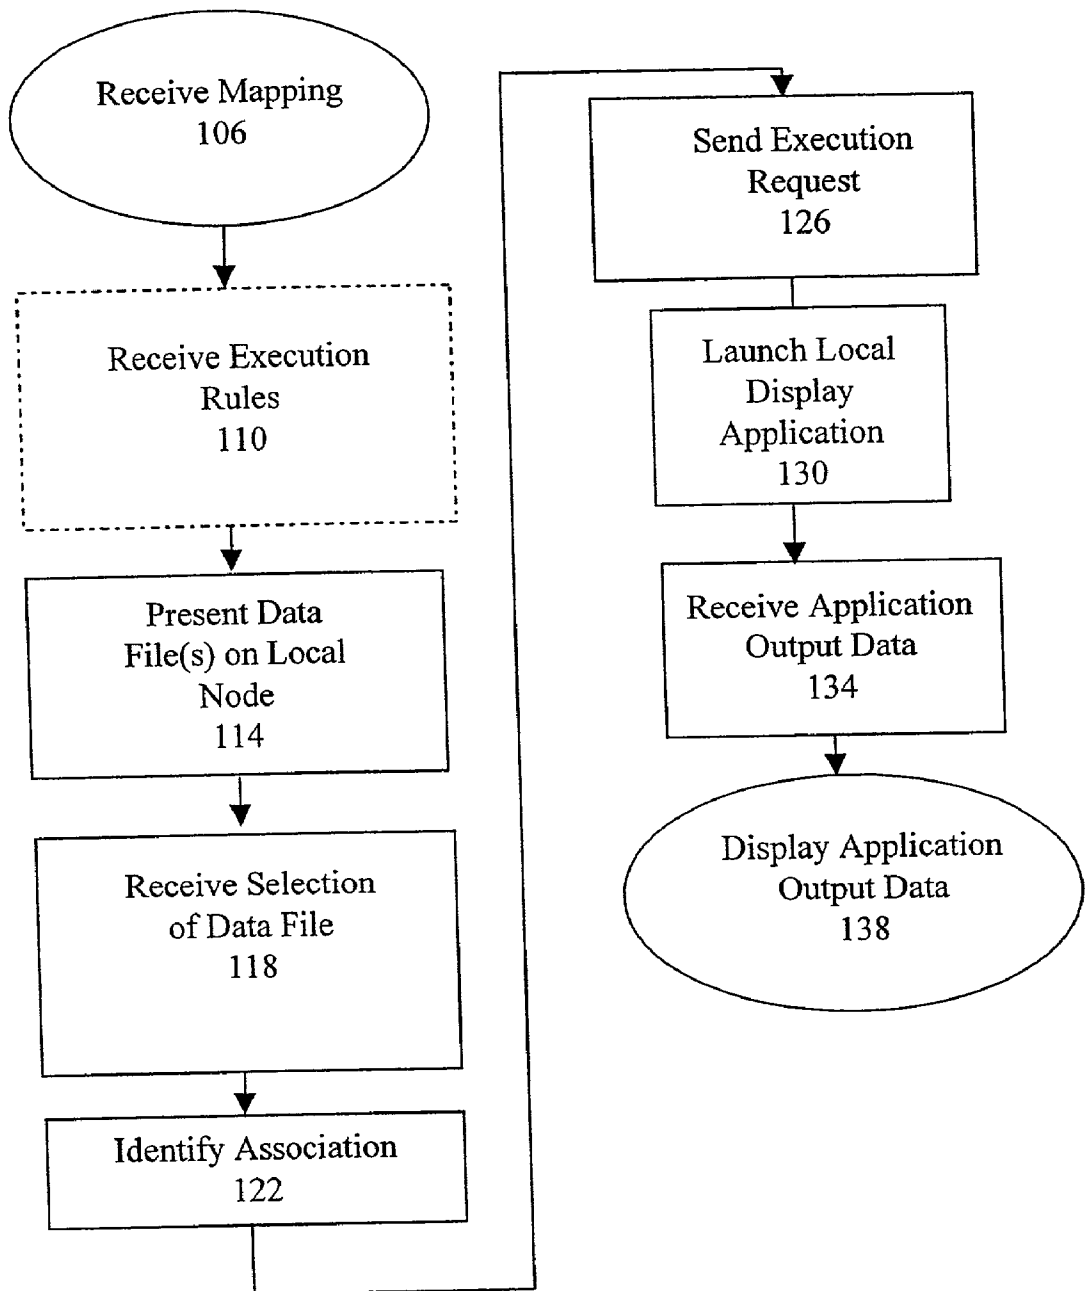 Receive Mapping
106
Receive Execution
Rules
110
Present Data
File(s) on Local
Node
114
Receive Selection
of Data File
118
Identify Association
122
Send Execution
Request
126
Launch Local
Display
Application
130
Receive Application
Output Data
134
Display Application
Output Data
138